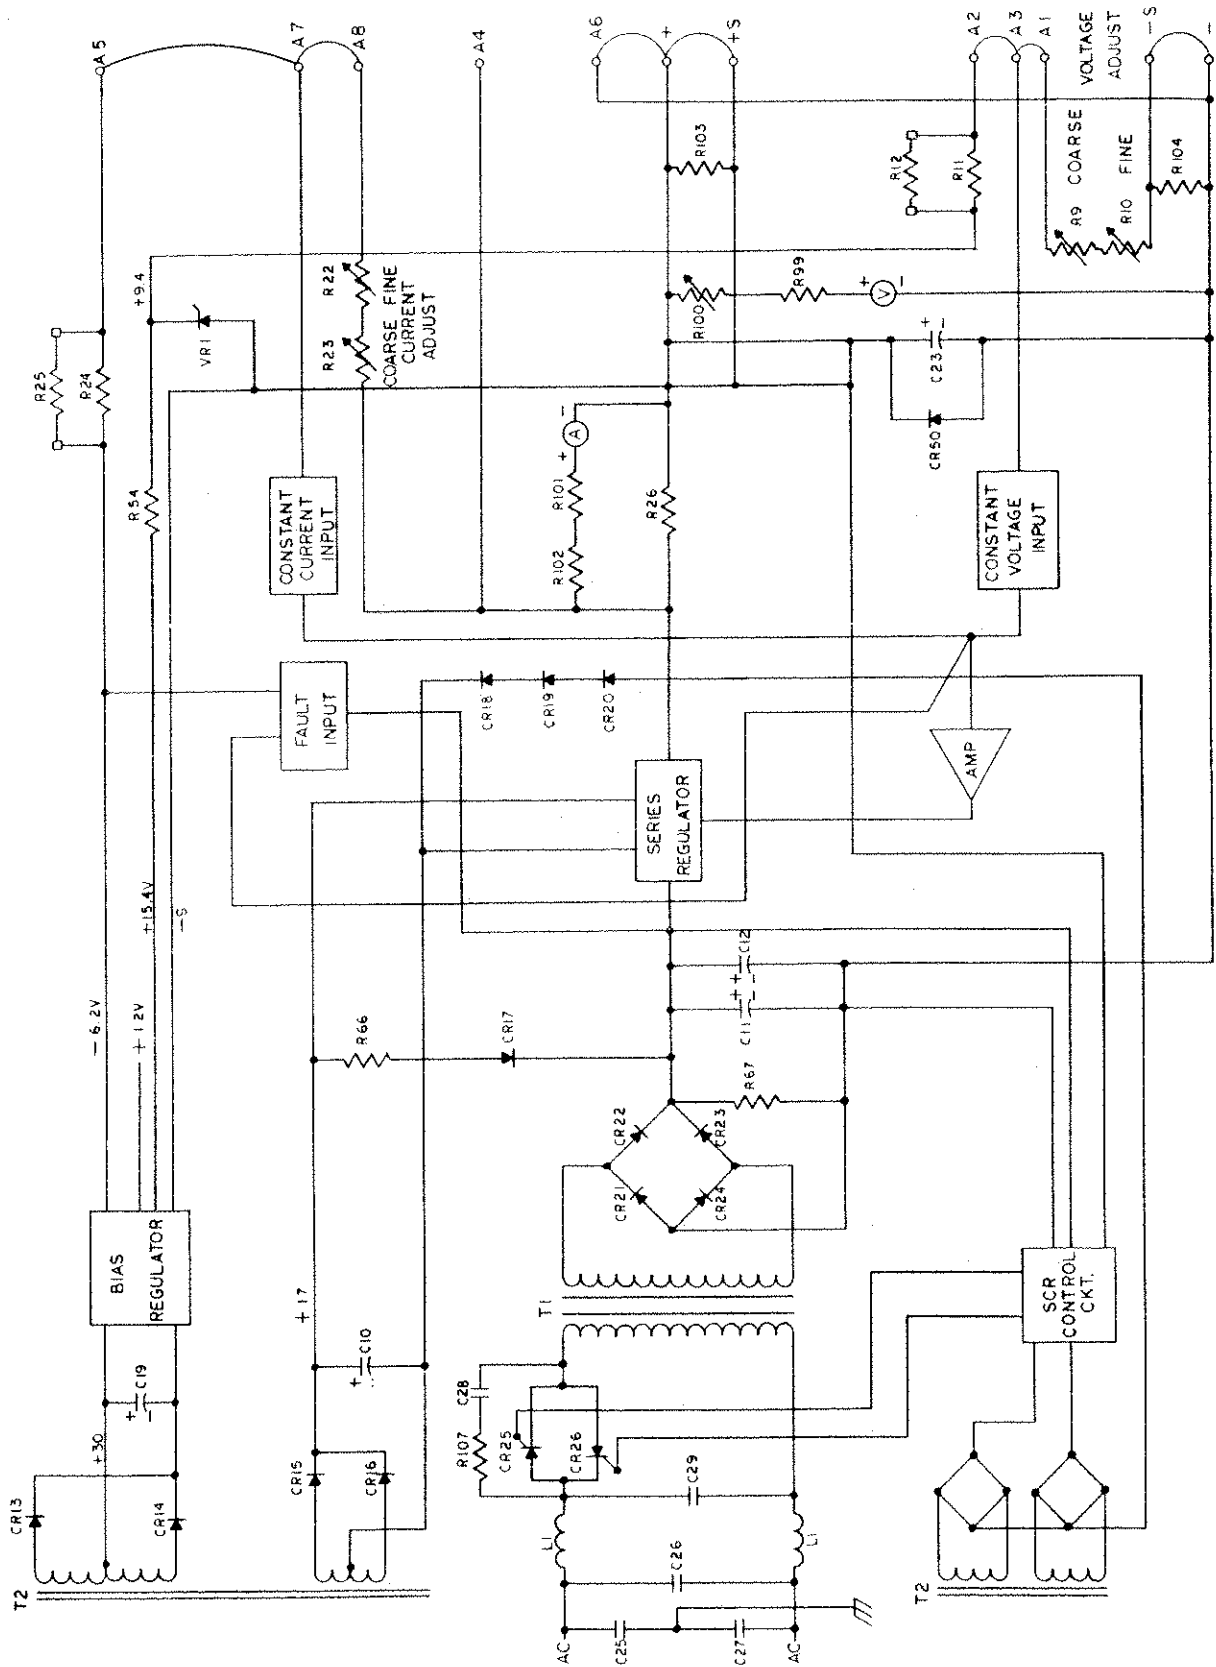 T2
CR13
CR14
+30
C19
+
-
BIAS
REGULATOR
- 6.2V
+12V
+15.4V
-S
R25
R24
R54
+9.4
VR1
A5
A7
A8
A4
CR15
CR16
+17
C10
+
R66
CR17
FAULT
INPUT
CONSTANT
CURRENT
INPUT
R23
R22
COARSE FINE
CURRENT
ADJUST
CR18
CR19
CR20
R102
R101
+
A
-
R26
R107
C28
CR25
CR26
T1
C29
L1
L1
C26
C25
C27
AC
AC
CR21
CR22
CR24
CR23
R67
C11
+
-
C12
+
-
SERIES
REGULATOR
AMP
CONSTANT
VOLTAGE
INPUT
CR50
C23
+
-
R100
R99
+
V
-
R103
A6
+
+S
R12
R11
A2
A3
A1
R9 COARSE
R10 FINE
VOLTAGE
ADJUST
R104
-S
-
T2
SCR
CONTROL
CKT.